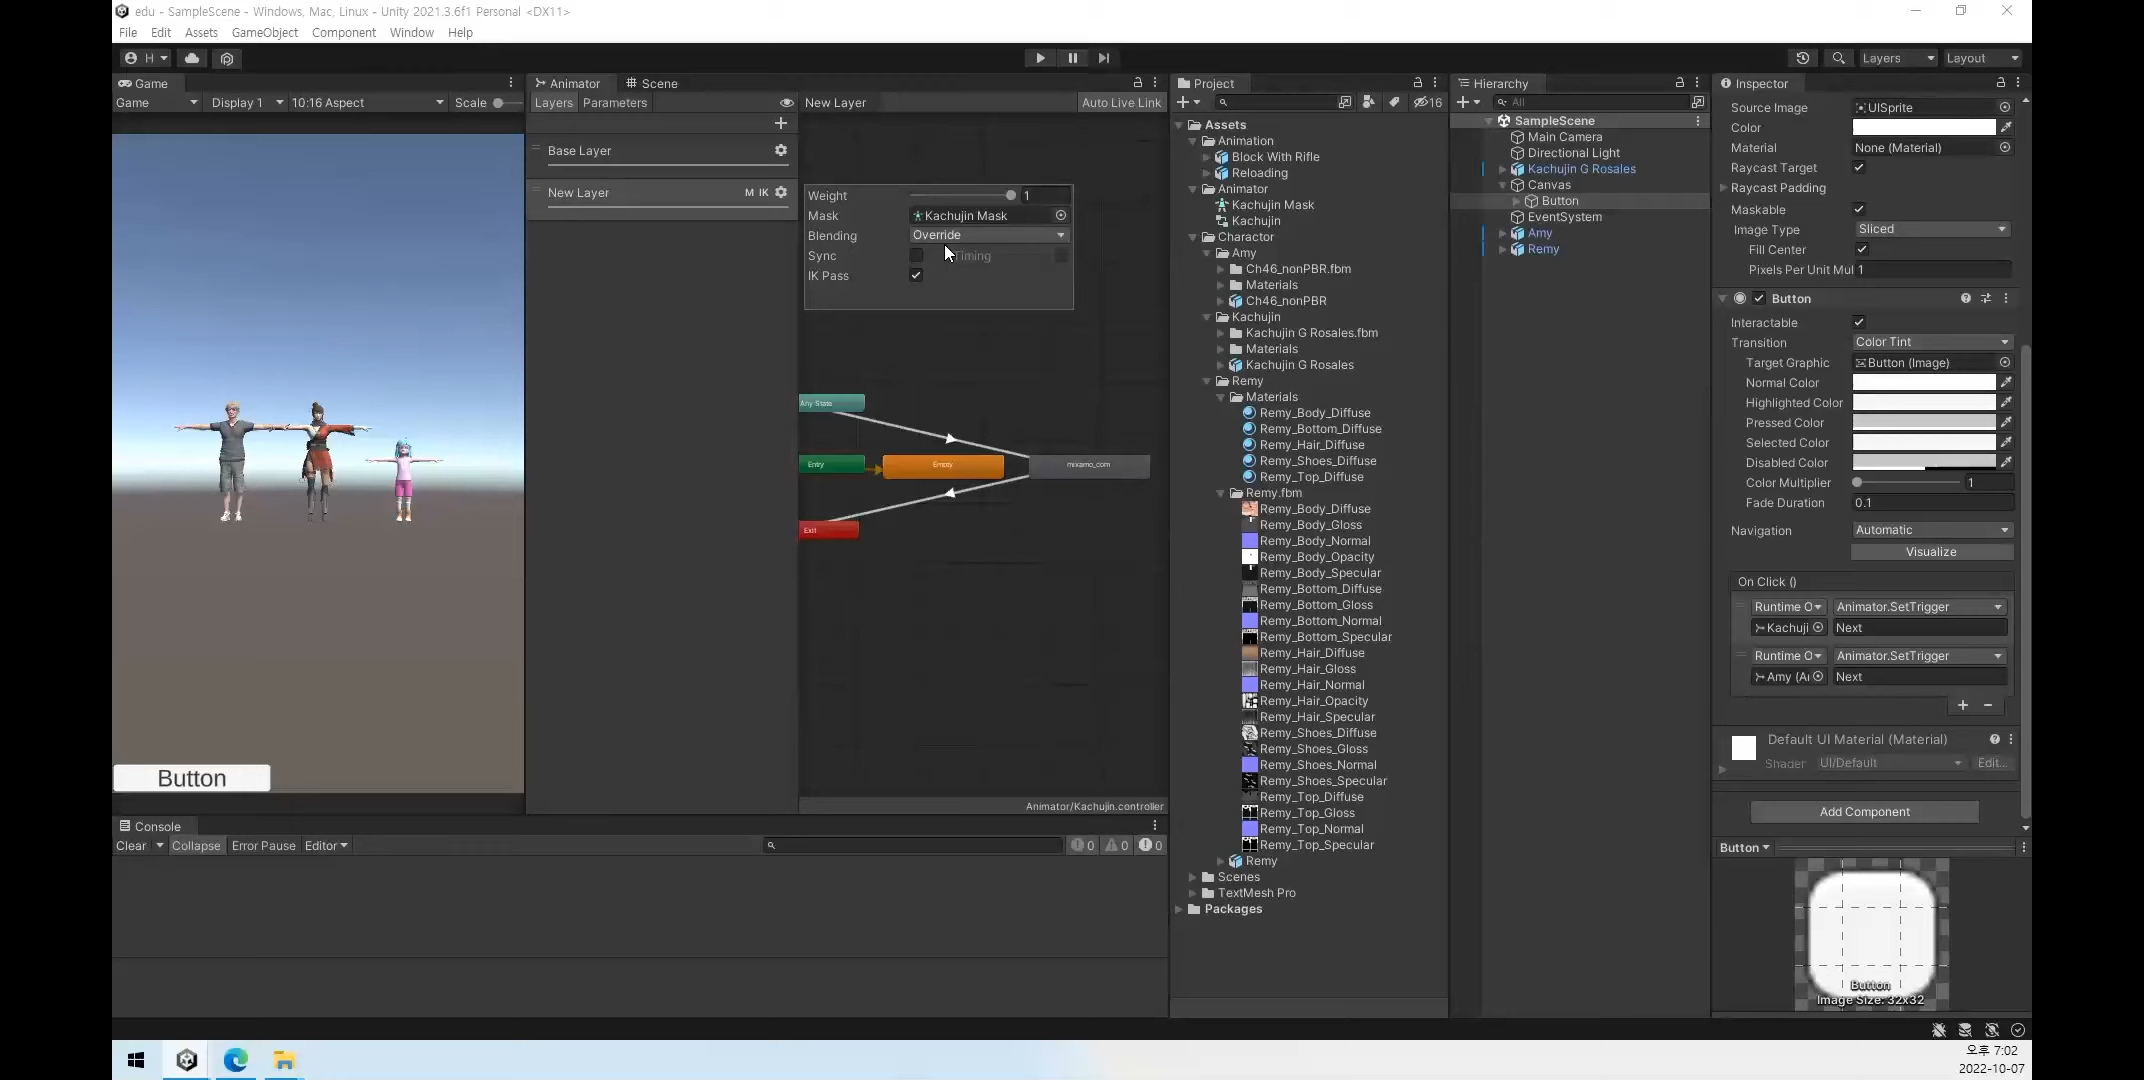 edu - SampleScene - Windows, Mac, Linux - Unity 2021.3.6f1 Personal <DX11>
File Edit Assets GameObject Component Window Help
H
Layers Layout
Game
Game Display 1 10:16 Aspect Scale
Button
Animator Scene
Layers Parameters New Layer Auto Live Link
Base Layer
New Layer M IK
Weight 1
Mask Kachujin Mask
Blending Override
Sync Timing
IK Pass
Any State
Entry Empty mixamo_com
Exit
Animator/Kachujin.controller
Console
Clear Collapse Error Pause Editor 0 0 0
Project
16
Assets
Animation
Block With Rifle
Reloading
Animator
Kachujin Mask
Kachujin
Charactor
Amy
Ch46_nonPBR.fbm
Materials
Ch46_nonPBR
Kachujin
Kachujin G Rosales.fbm
Materials
Kachujin G Rosales
Remy
Materials
Remy_Body_Diffuse
Remy_Bottom_Diffuse
Remy_Hair_Diffuse
Remy_Shoes_Diffuse
Remy_Top_Diffuse
Remy.fbm
Remy_Body_Diffuse
Remy_Body_Gloss
Remy_Body_Normal
Remy_Body_Opacity
Remy_Body_Specular
Remy_Bottom_Diffuse
Remy_Bottom_Gloss
Remy_Bottom_Normal
Remy_Bottom_Specular
Remy_Hair_Diffuse
Remy_Hair_Gloss
Remy_Hair_Normal
Remy_Hair_Opacity
Remy_Hair_Specular
Remy_Shoes_Diffuse
Remy_Shoes_Gloss
Remy_Shoes_Normal
Remy_Shoes_Specular
Remy_Top_Diffuse
Remy_Top_Gloss
Remy_Top_Normal
Remy_Top_Specular
Remy
Scenes
TextMesh Pro
Packages
Hierarchy
All
SampleScene
Main Camera
Directional Light
Kachujin G Rosales
Canvas
Button
EventSystem
Amy
Remy
Inspector
Source Image UISprite
Color
Material None (Material)
Raycast Target
Raycast Padding
Maskable
Image Type Sliced
Fill Center
Pixels Per Unit Mul 1
Button
Interactable
Transition Color Tint
Target Graphic Button (Image)
Normal Color
Highlighted Color
Pressed Color
Selected Color
Disabled Color
Color Multiplier 1
Fade Duration 0.1
Navigation Automatic
Visualize
On Click ()
Runtime O Animator.SetTrigger
Kachuji Next
Runtime O Animator.SetTrigger
Amy (A Next
Default UI Material (Material)
Shader UI/Default Edit...
Add Component
Button
Button
Image Size: 32x32
오후 7:02
2022-10-07